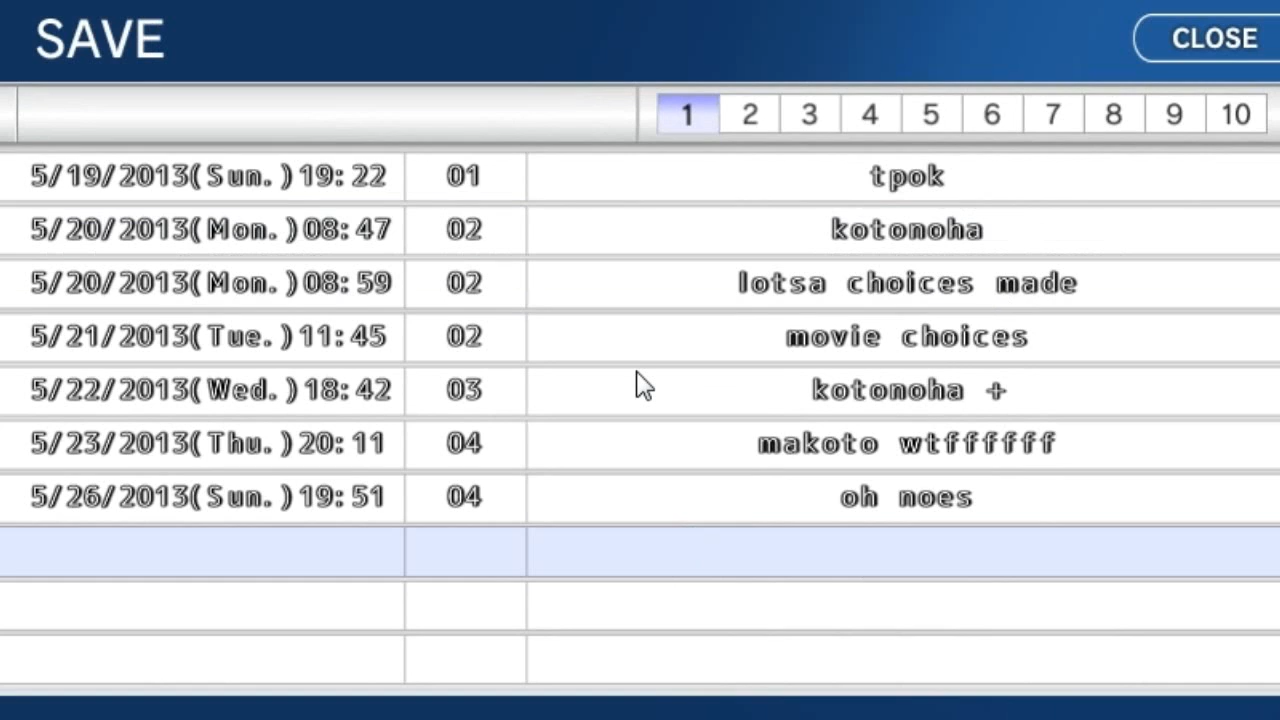 SAVE
CLOSE
1 2 3 4 5 6 7 8 9 10
5/19/2013(Sun.)19:22 01 tpok
5/20/2013(Mon.)08:47 02 kotonoha
5/20/2013(Mon.)08:59 02 lotsa choices made
5/21/2013(Tue.)11:45 02 movie choices
5/22/2013(Wed.)18:42 03 kotonoha +
5/23/2013(Thu.)20:11 04 makoto wtffffff
5/26/2013(Sun.)19:51 04 oh noes